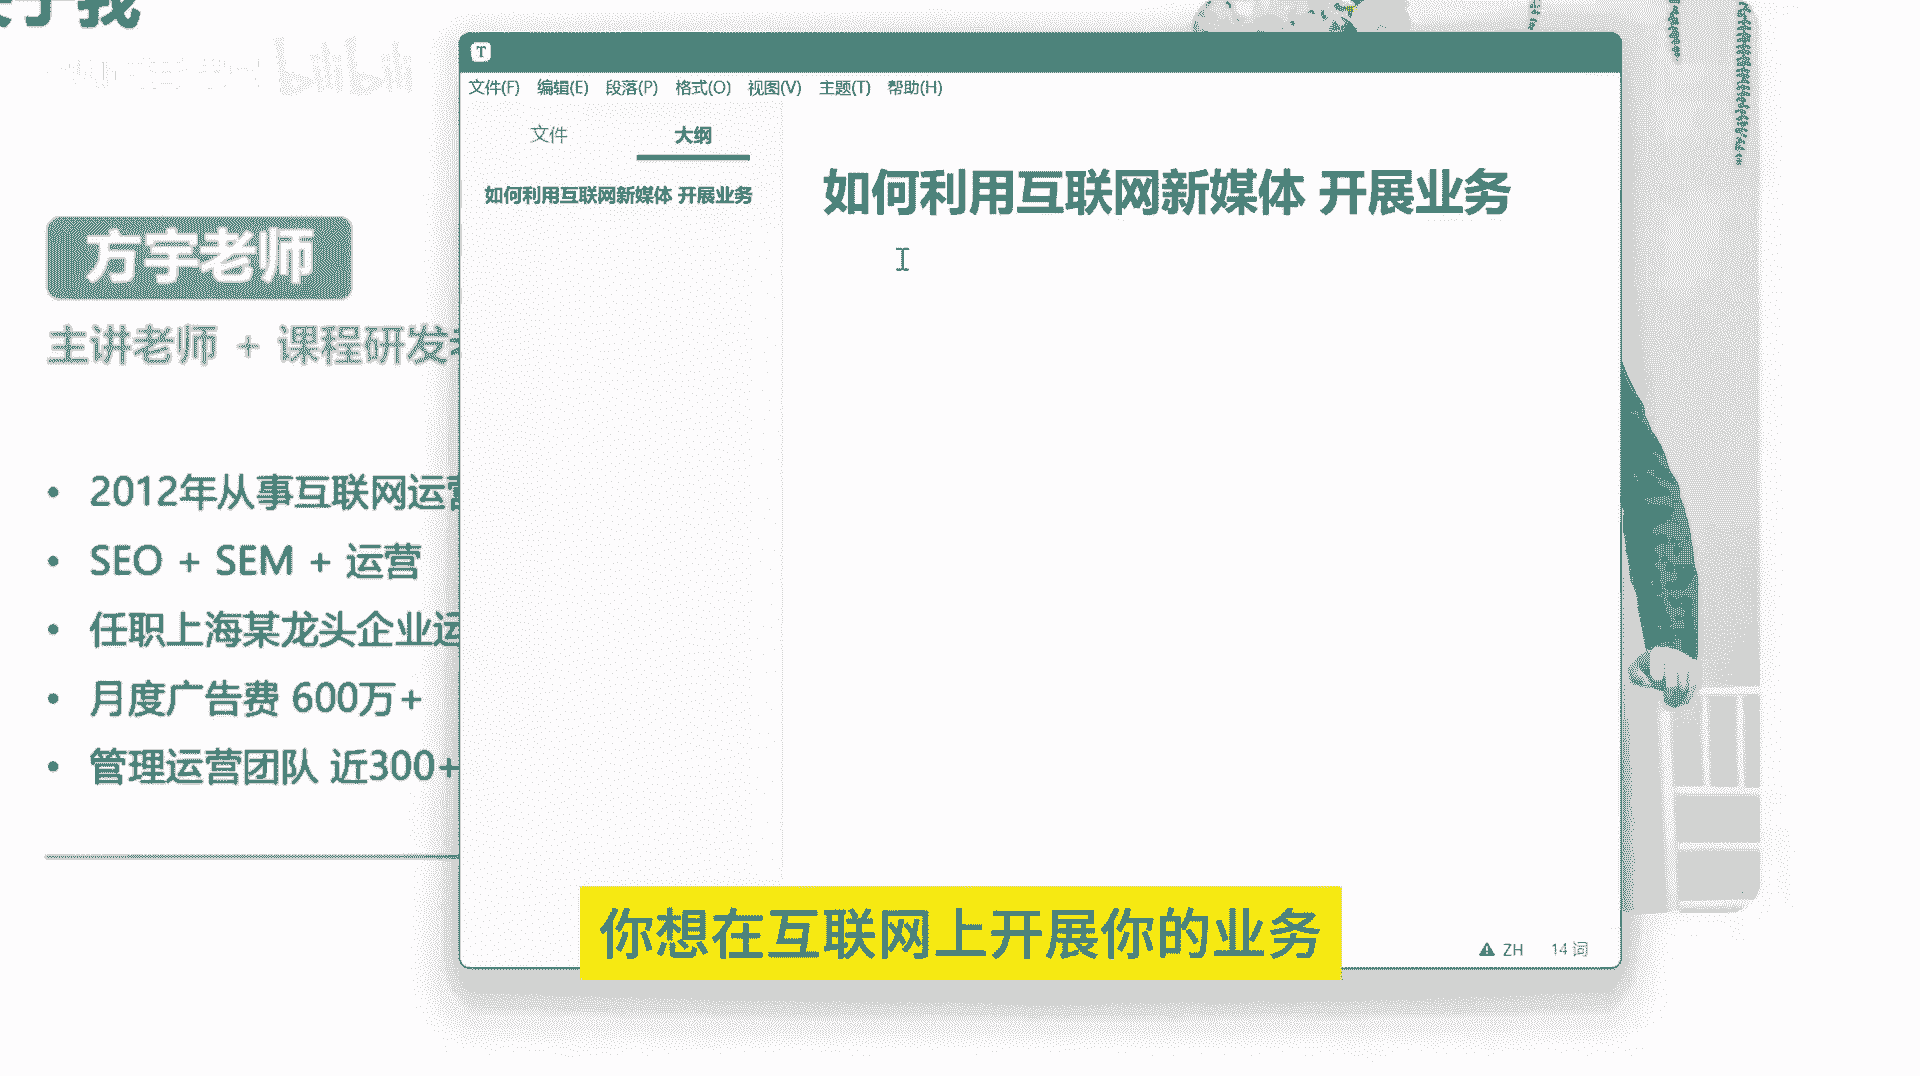 关于我
bilibili
方宇老师
主讲老师 + 课程研发
2012年从事互联网运营
SEO + SEM + 运营
任职上海某龙头企业运
月度广告费 600万+
管理运营团队 近300+
T
文件(F) 编辑(E) 段落(P) 格式(O) 视图(V) 主题(T) 帮助(H)
文件 大纲
如何利用互联网新媒体 开展业务
如何利用互联网新媒体 开展业务
ZH 14 词
你想在互联网上开展你的业务